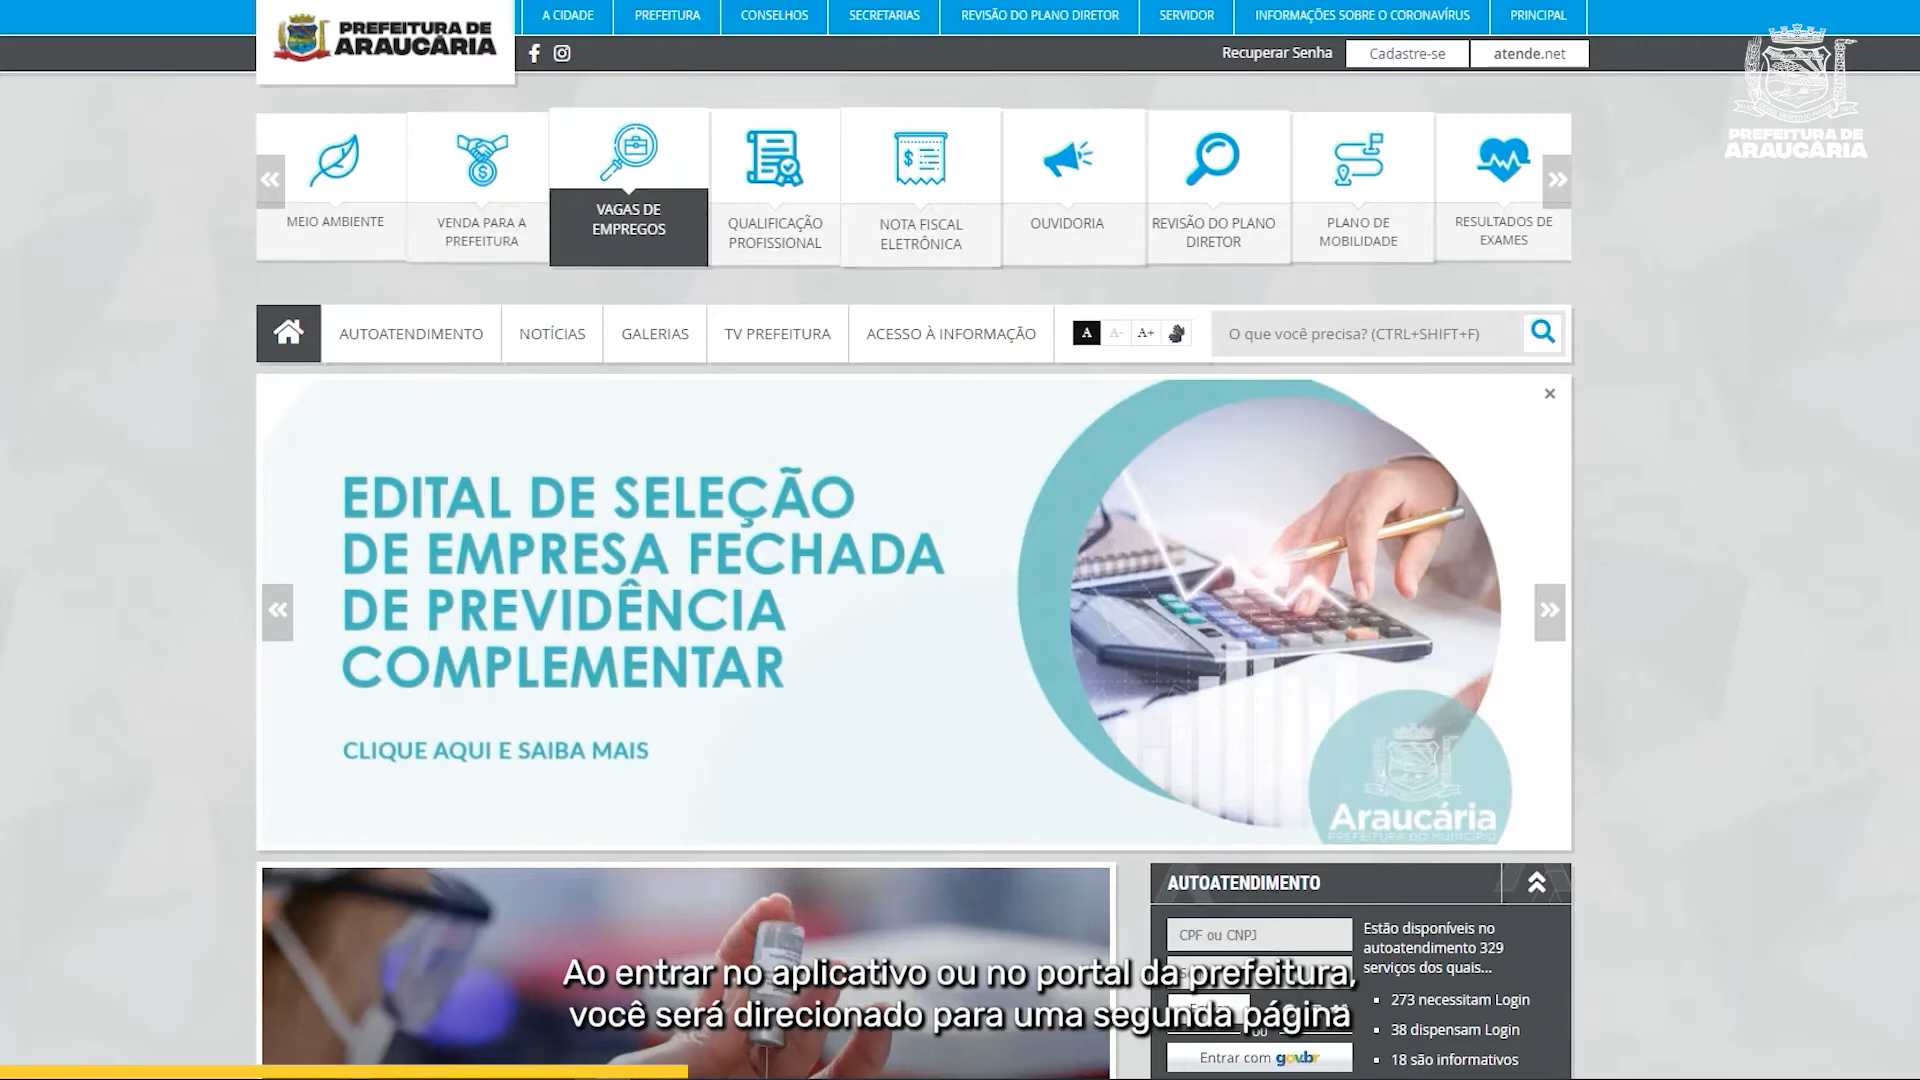 PREFEITURA DE
ARAUCÁRIA
A CIDADE
PREFEITURA
CONSELHOS
SECRETARIAS
REVISÃO DO PLANO DIRETOR
SERVIDOR
INFORMAÇÕES SOBRE O CORONAVÍRUS
PRINCIPAL
Recuperar Senha
Cadastre-se
atende.net
PREFEITURA DE
ARAUCÁRIA
MEIO AMBIENTE
VENDA PARA A
PREFEITURA
VAGAS DE
EMPREGOS
QUALIFICAÇÃO
PROFISSIONAL
NOTA FISCAL
ELETRÔNICA
OUVIDORIA
REVISÃO DO PLANO
DIRETOR
PLANO DE
MOBILIDADE
RESULTADOS DE
EXAMES
AUTOATENDIMENTO
NOTÍCIAS
GALERIAS
TV PREFEITURA
ACESSO À INFORMAÇÃO
A
A-
A+
O que você precisa? (CTRL+SHIFT+F)
EDITAL DE SELEÇÃO
DE EMPRESA FECHADA
DE PREVIDÊNCIA
COMPLEMENTAR
CLIQUE AQUI E SAIBA MAIS
Araucária
PREFEITURA DO MUNICÍPIO
AUTOATENDIMENTO
CPF ou CNPJ
Estão disponíveis no
autoatendimento 329
serviços dos quais...
273 necessitam Login
38 dispensam Login
18 são informativos
ou
Entrar com gov.br
Ao entrar no aplicativo ou no portal da prefeitura,
você será direcionado para uma segunda página